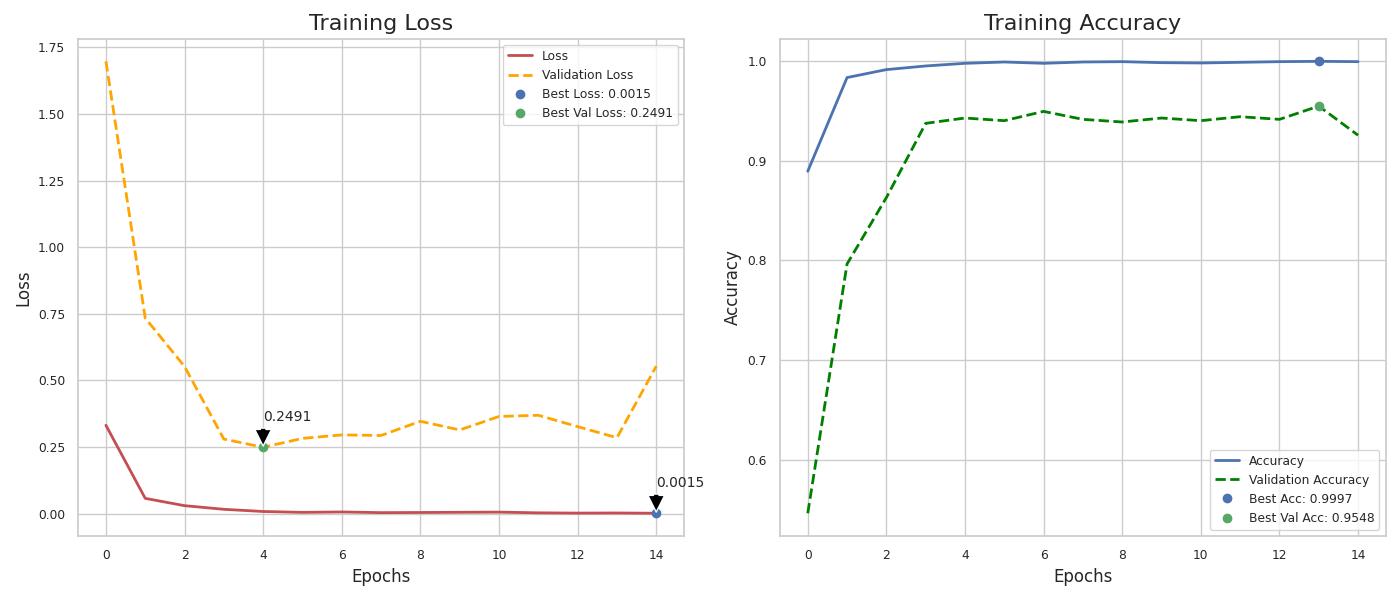 Training Loss
1.75
1.50
1.25
1.00
0.75
0.50
0.25
0.00
Loss
Loss
Validation Loss
Best Loss: 0.0015
Best Val Loss: 0.2491
0.2491
0.0015
0 2 4 6 8 10 12 14
Epochs
Training Accuracy
1.0
0.9
0.8
0.7
0.6
Accuracy
Accuracy
Validation Accuracy
Best Acc: 0.9997
Best Val Acc: 0.9548
0 2 4 6 8 10 12 14
Epochs